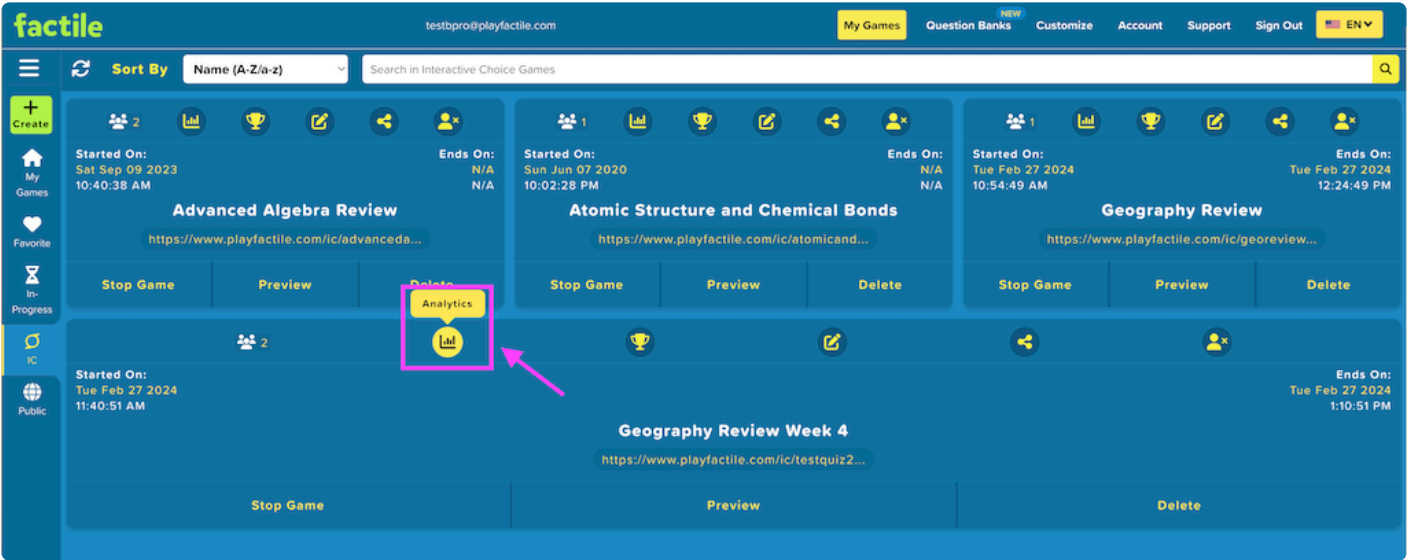 factile
testbpro@playfactile.com
My Games
Question Banks
NEW
Customize
Account
Support
Sign Out
EN
Sort By
Name (A-Z/a-z)
Search in Interactive Choice Games
Create
My
Games
Favorite
In-
Progress
IC
Public
2
Started On:
Ends On:
Sat Sep 09 2023
N/A
10:40:38 AM
N/A
Advanced Algebra Review
https://www.playfactile.com/ic/advanceda...
Stop Game
Preview
Delete
1
Started On:
Ends On:
Sun Jun 07 2020
N/A
10:02:28 PM
N/A
Atomic Structure and Chemical Bonds
https://www.playfactile.com/ic/atomicand...
Stop Game
Preview
Delete
1
Started On:
Ends On:
Tue Feb 27 2024
Tue Feb 27 2024
10:54:49 AM
12:24:49 PM
Geography Review
https://www.playfactile.com/ic/georeview...
Stop Game
Preview
Delete
Analytics
2
Started On:
Ends On:
Tue Feb 27 2024
Tue Feb 27 2024
11:40:51 AM
1:10:51 PM
Geography Review Week 4
https://www.playfactile.com/ic/testquiz2...
Stop Game
Preview
Delete